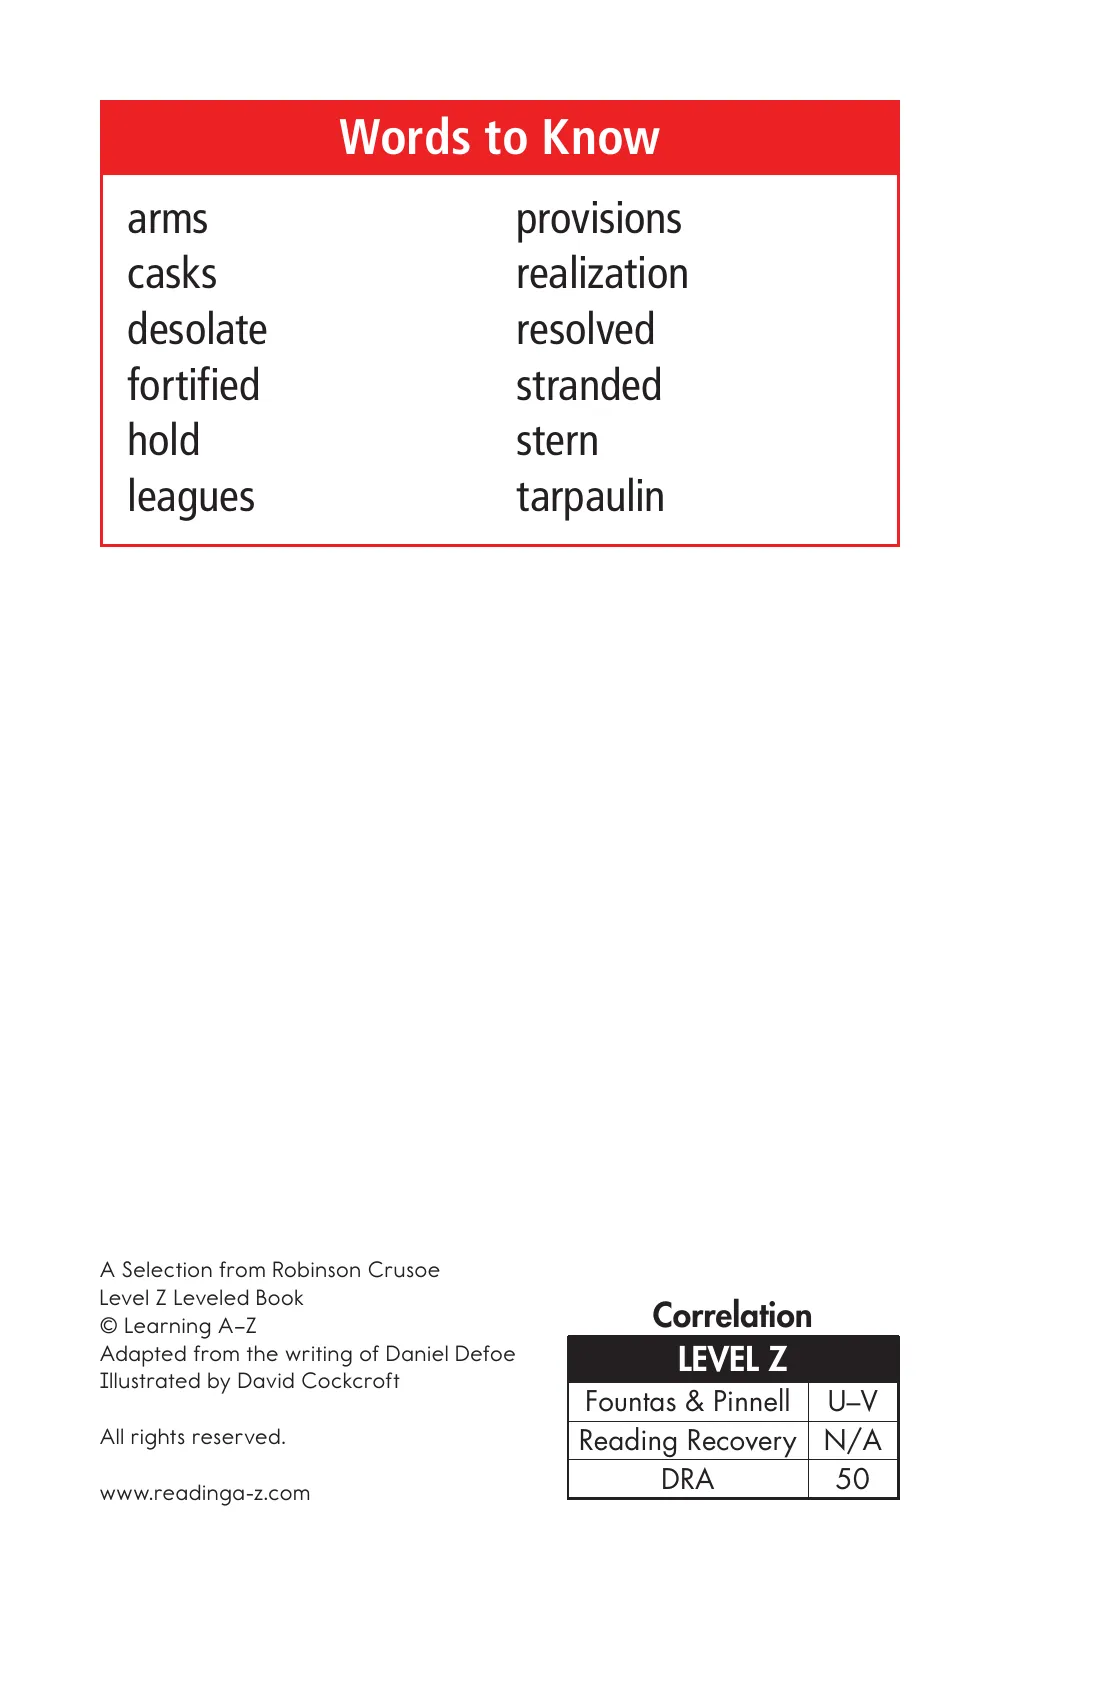 Words to Know
arms
casks
desolate
fortified
hold
leagues
provisions
realization
resolved
stranded
stern
tarpaulin
A Selection from Robinson Crusoe
Level Z Leveled Book
© Learning A–Z
Adapted from the writing of Daniel Defoe
Illustrated by David Cockcroft
All rights reserved.
www.readinga-z.com
Correlation
LEVEL Z
Fountas & Pinnell U–V
Reading Recovery N/A
DRA 50